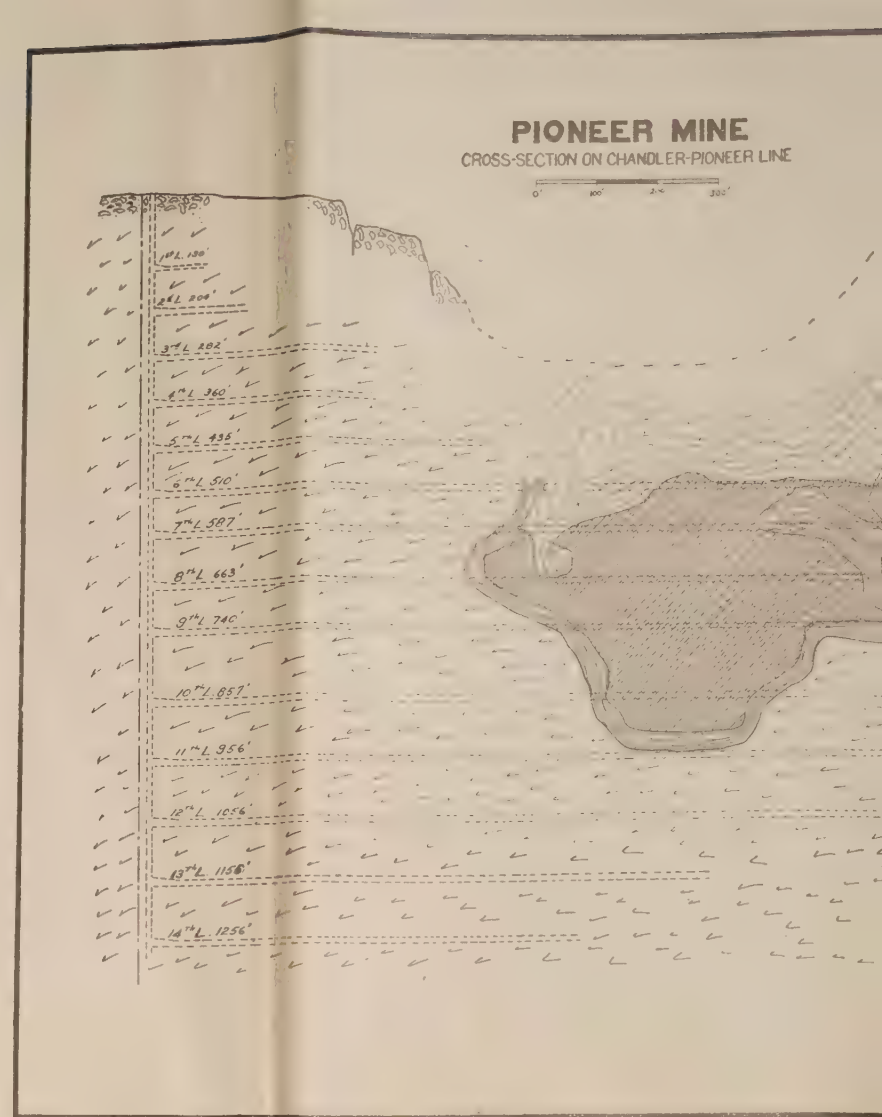 PIONEER MINE
CROSS-SECTION ON CHANDLER-PIONEER LINE
0' 100' 200 300'
1st L. 130'
2nd L 204'
3rd L 282'
4th L 360'
5th L 435'
6th L 510'
7th L 587'
8th L 663'
9th L 740'
10th L. 857'
11th L. 956'
12th L 1056'
13th L. 1156'
14th L. 1256'